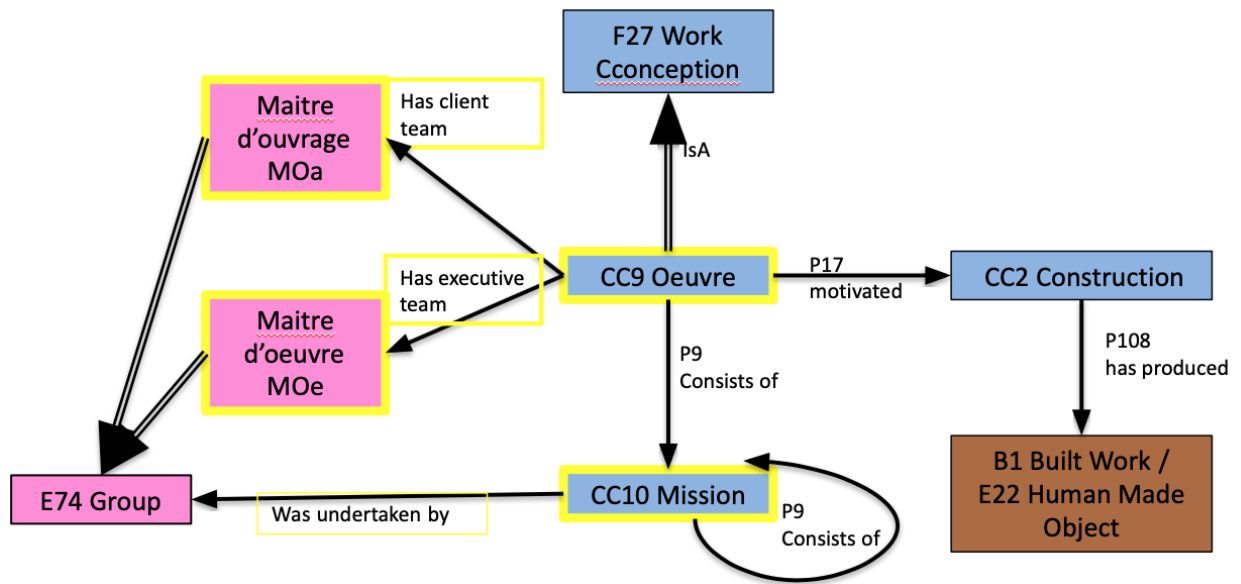 F27 Work
Cconception
Maitre
d’ouvrage
MOa
Has client
team
IsA
Has executive
team
CC9 Oeuvre
P17
motivated
CC2 Construction
Maitre
d’oeuvre
MOe
P9
Consists of
P108
has produced
E74 Group
Was undertaken by
CC10 Mission
P9
Consists of
B1 Built Work /
E22 Human Made
Object